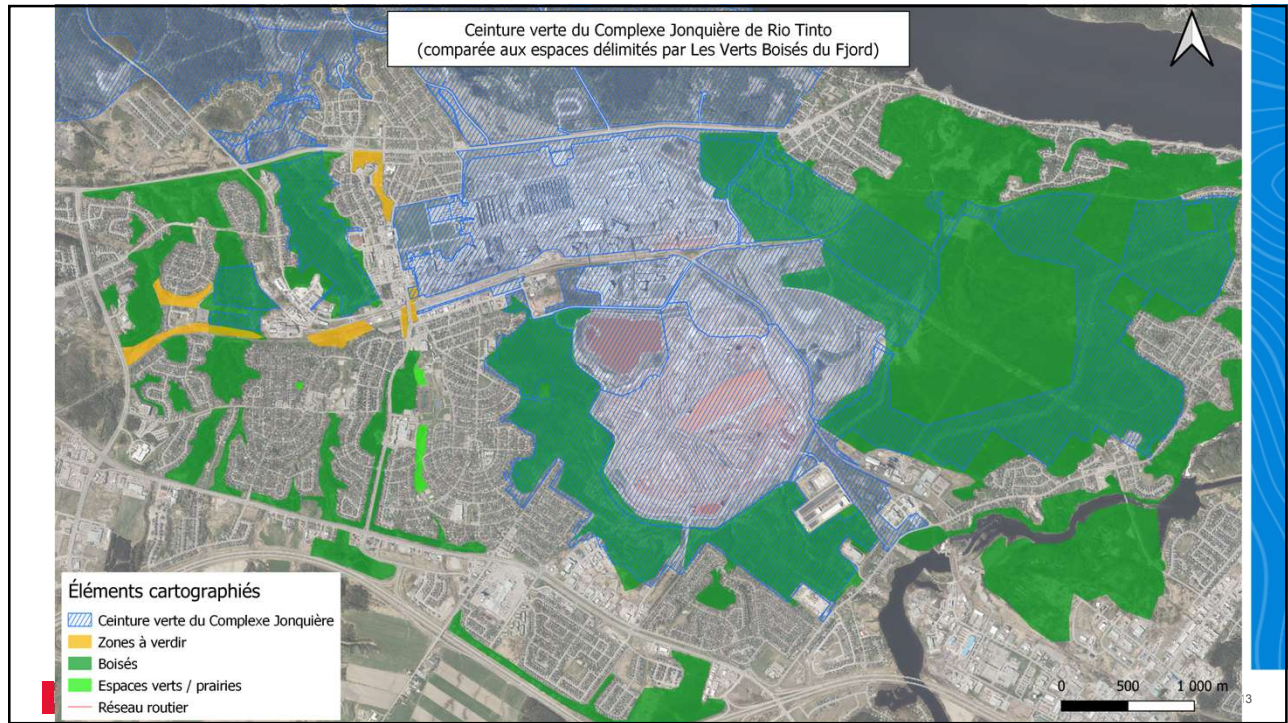 Ceinture verte du Complexe Jonquière de Rio Tinto
(comparée aux espaces délimités par Les Verts Boisés du Fjord)
Éléments cartographiés
Ceinture verte du Complexe Jonquière
Zones à verdir
Boisés
Espaces verts / prairies
Réseau routier
0 500 1 000 m
13